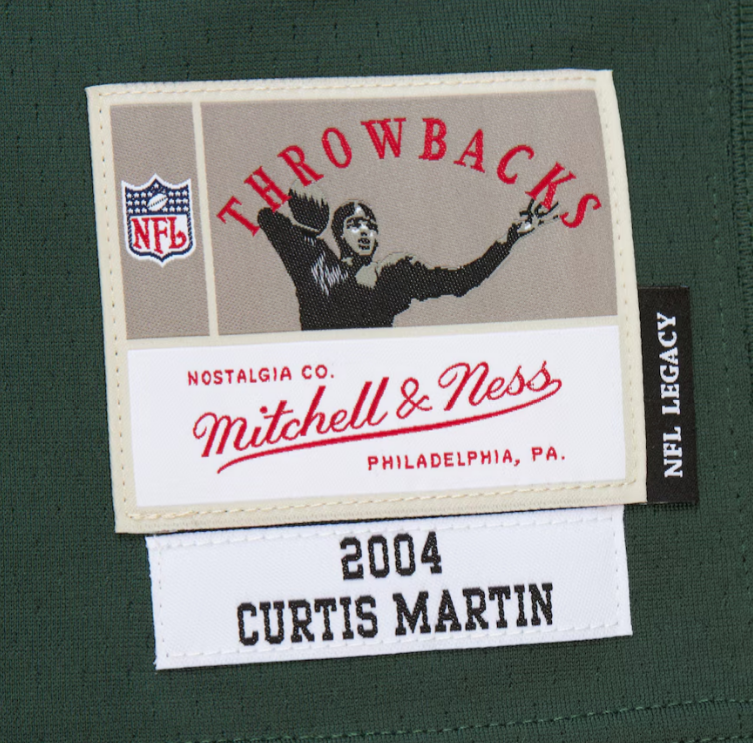 THROWBACKS
NFL
NOSTALGIA CO.
Mitchell & Ness
PHILADELPHIA, PA.
NFL LEGACY
2004
CURTIS MARTIN